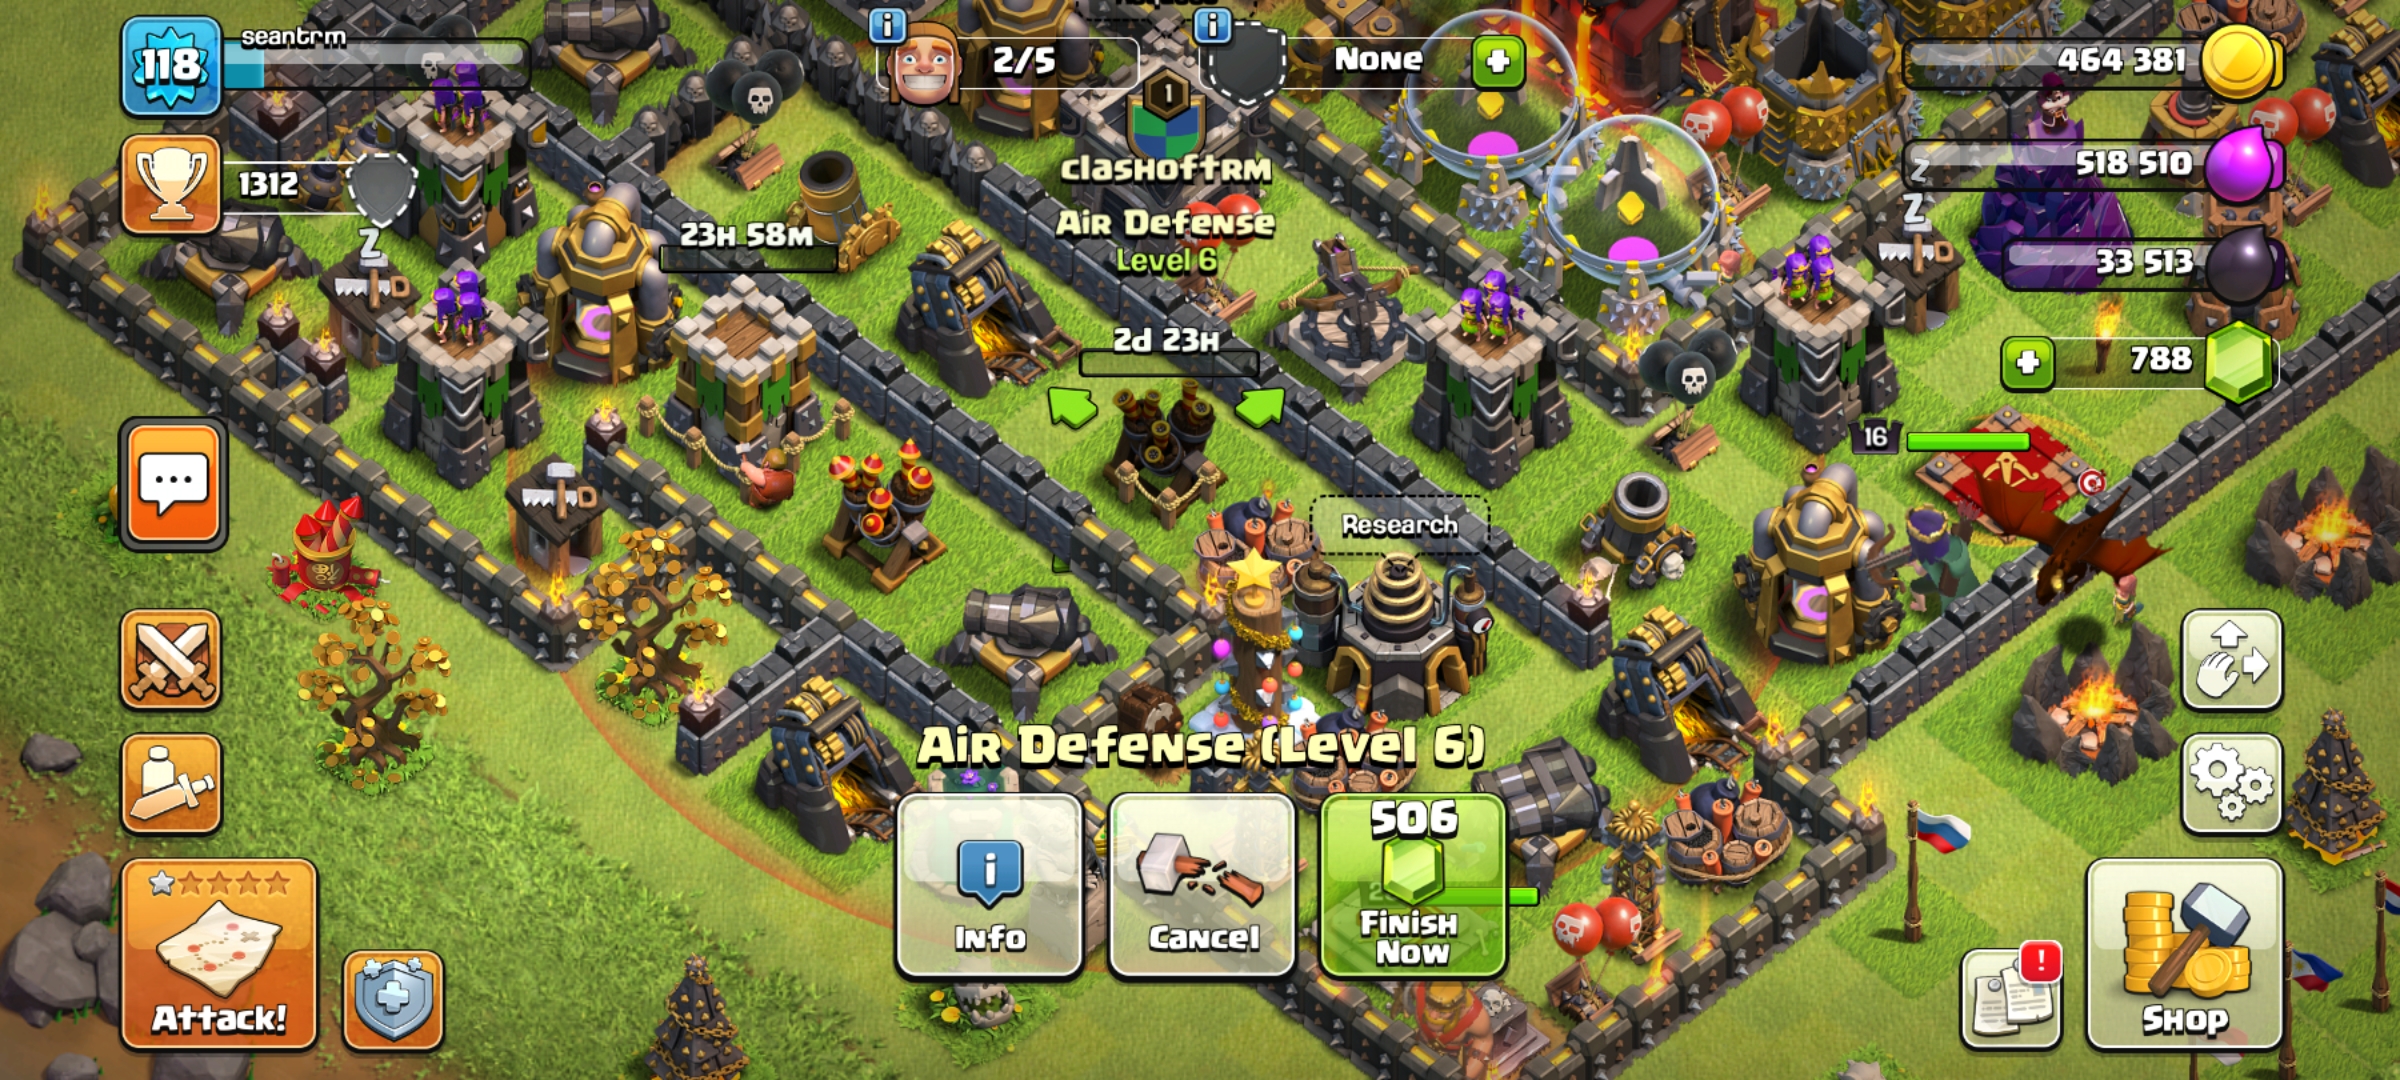 118
seantrm
2/5
None
464 381
1
clashoftRM
518 510
1312
Air Defense
Level 6
23H 58M
33 513
Z
Z
Z
2d 23H
788
16
Research
Air Defense (Level 6)
Info
Cancel
506
Finish
Now
Attack!
!
Shop